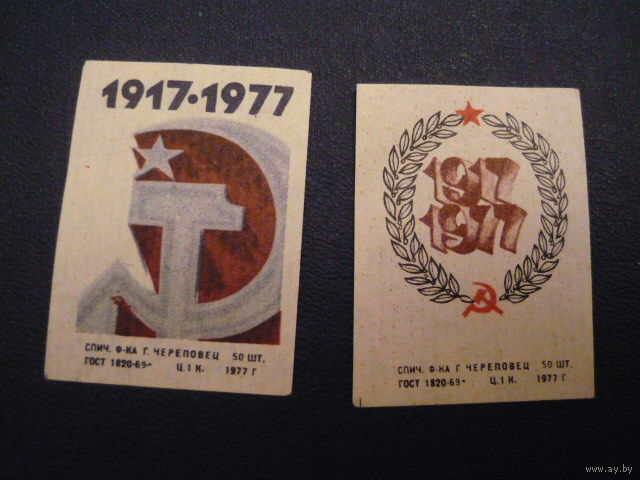 1917•1977
СПИЧ. Ф-КА Г. ЧЕРЕПОВЕЦ 50 ШТ.
ГОСТ 1820-69* Ц. 1 К. 1977 Г
1917
1977
СПИЧ. Ф-КА Г ЧЕРЕПОВЕЦ 50 ШТ.
ГОСТ 1820-69* Ц. 1 К. 1977 Г
www.ay.by